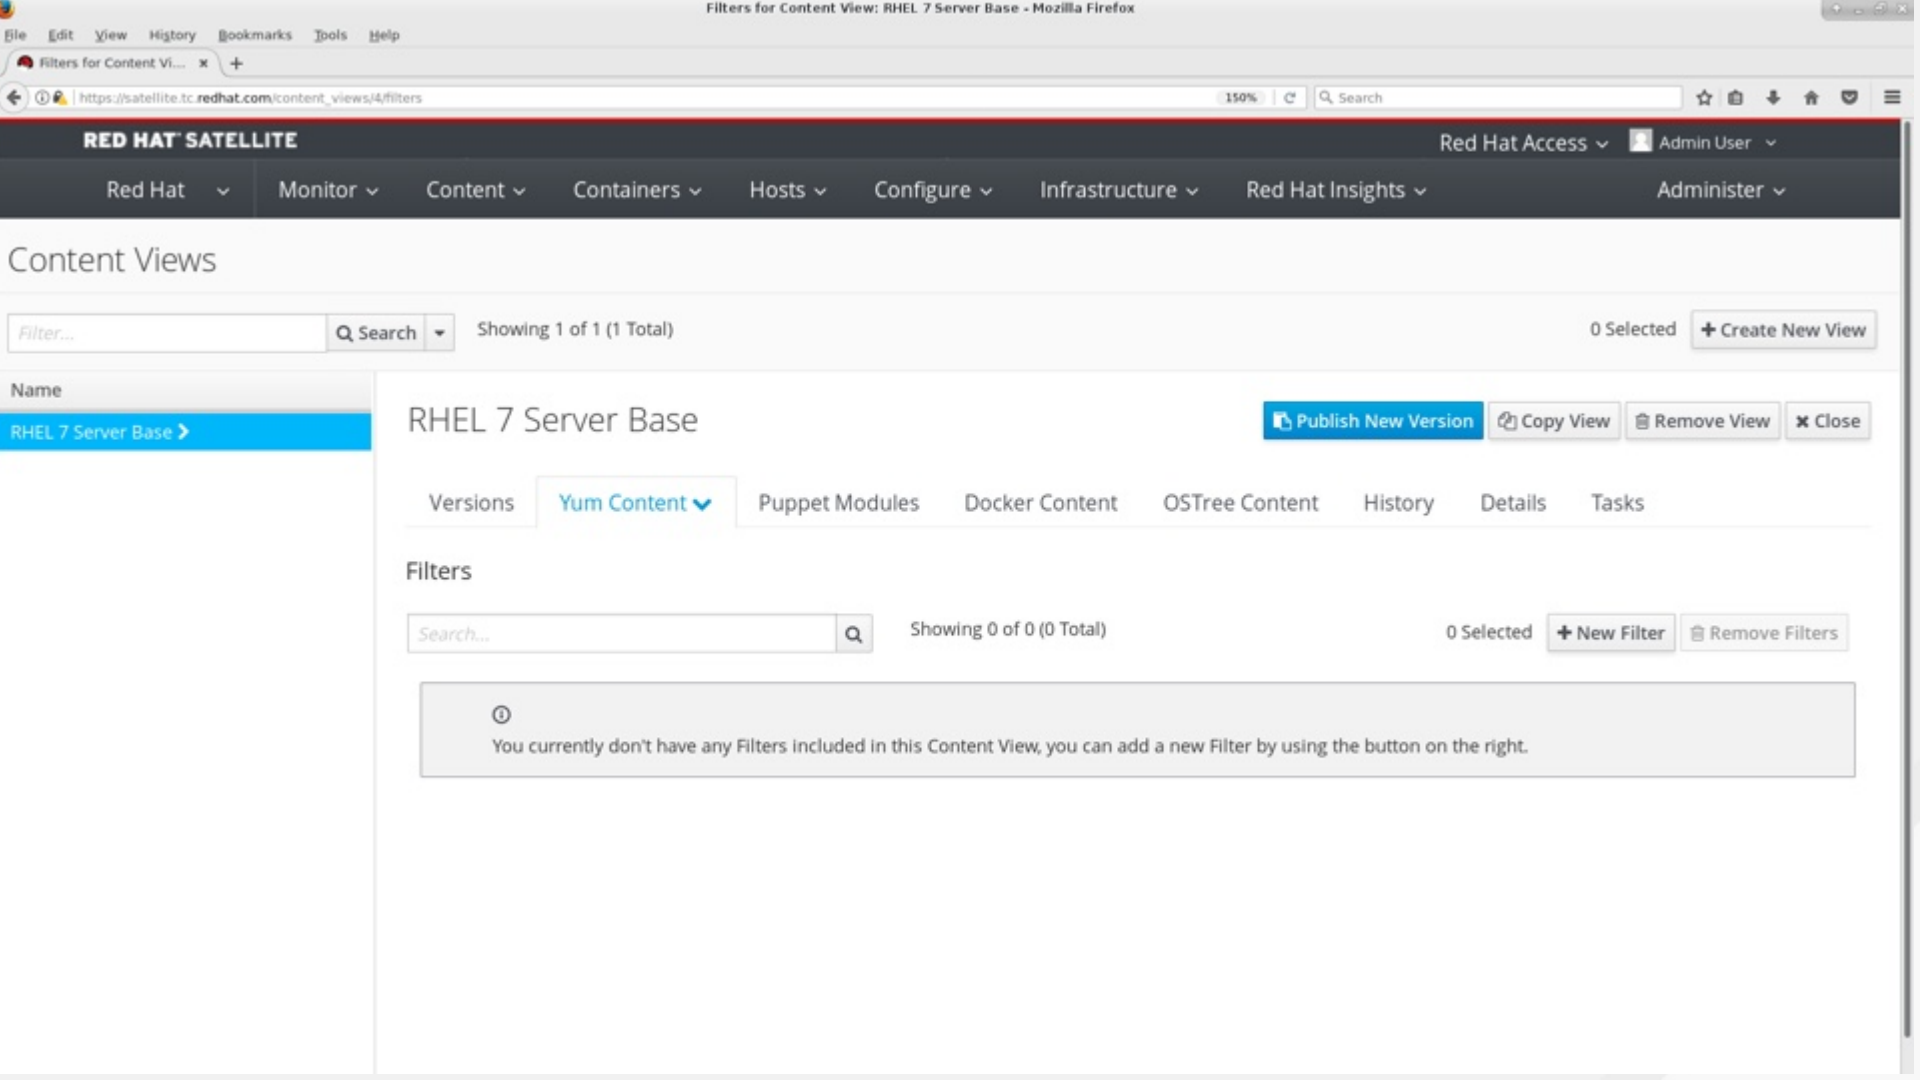 Filters for Content View: RHEL 7 Server Base - Mozilla Firefox
File Edit View History Bookmarks Tools Help
Filters for Content Vi...
https://satellite.tc.redhat.com/content_views/4/filters 150% Search
RED HAT SATELLITE Red Hat Access Admin User
Red Hat Monitor Content Containers Hosts Configure Infrastructure Red Hat Insights Administer
Content Views
Filter... Search Showing 1 of 1 (1 Total) 0 Selected + Create New View
Name
RHEL 7 Server Base
RHEL 7 Server Base Publish New Version Copy View Remove View Close
Versions Yum Content Puppet Modules Docker Content OSTree Content History Details Tasks
Filters
Search... Showing 0 of 0 (0 Total) 0 Selected + New Filter Remove Filters
You currently don't have any Filters included in this Content View, you can add a new Filter by using the button on the right.